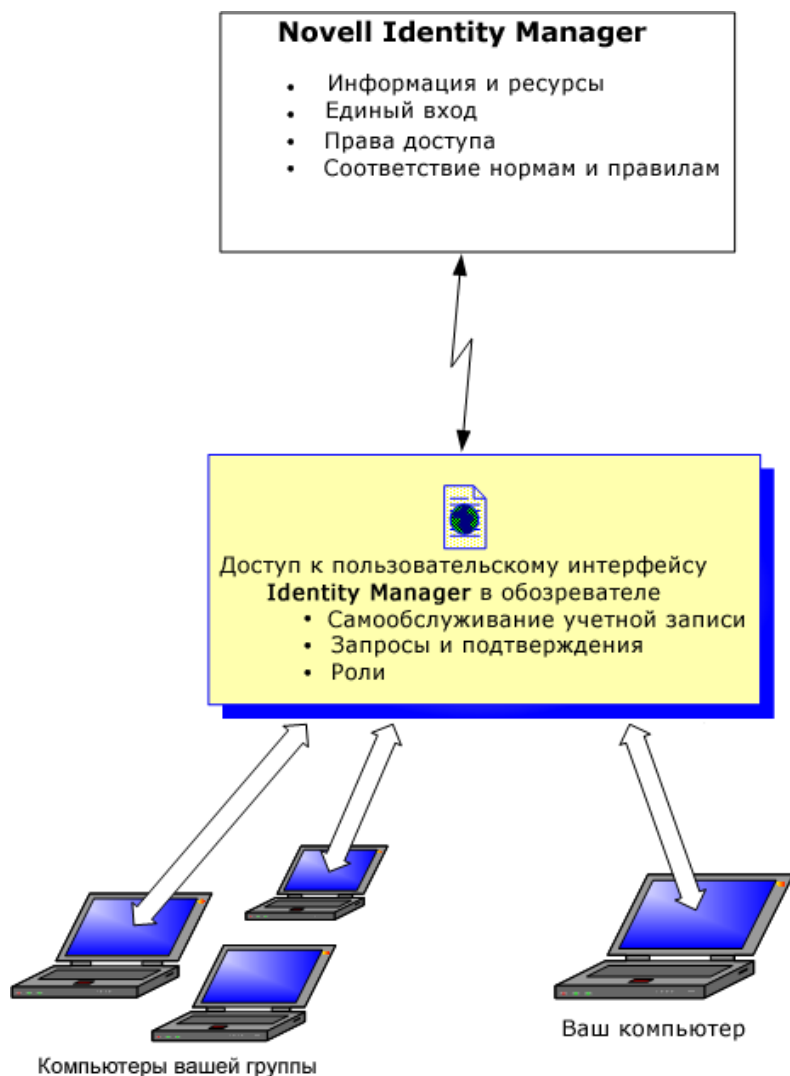 Novell Identity Manager
• Информация и ресурсы
• Единый вход
• Права доступа
• Соответствие нормам и правилам
Доступ к пользовательскому интерфейсу
Identity Manager в обозревателе
• Самообслуживание учетной записи
• Запросы и подтверждения
• Роли
Ваш компьютер
Компьютеры вашей группы